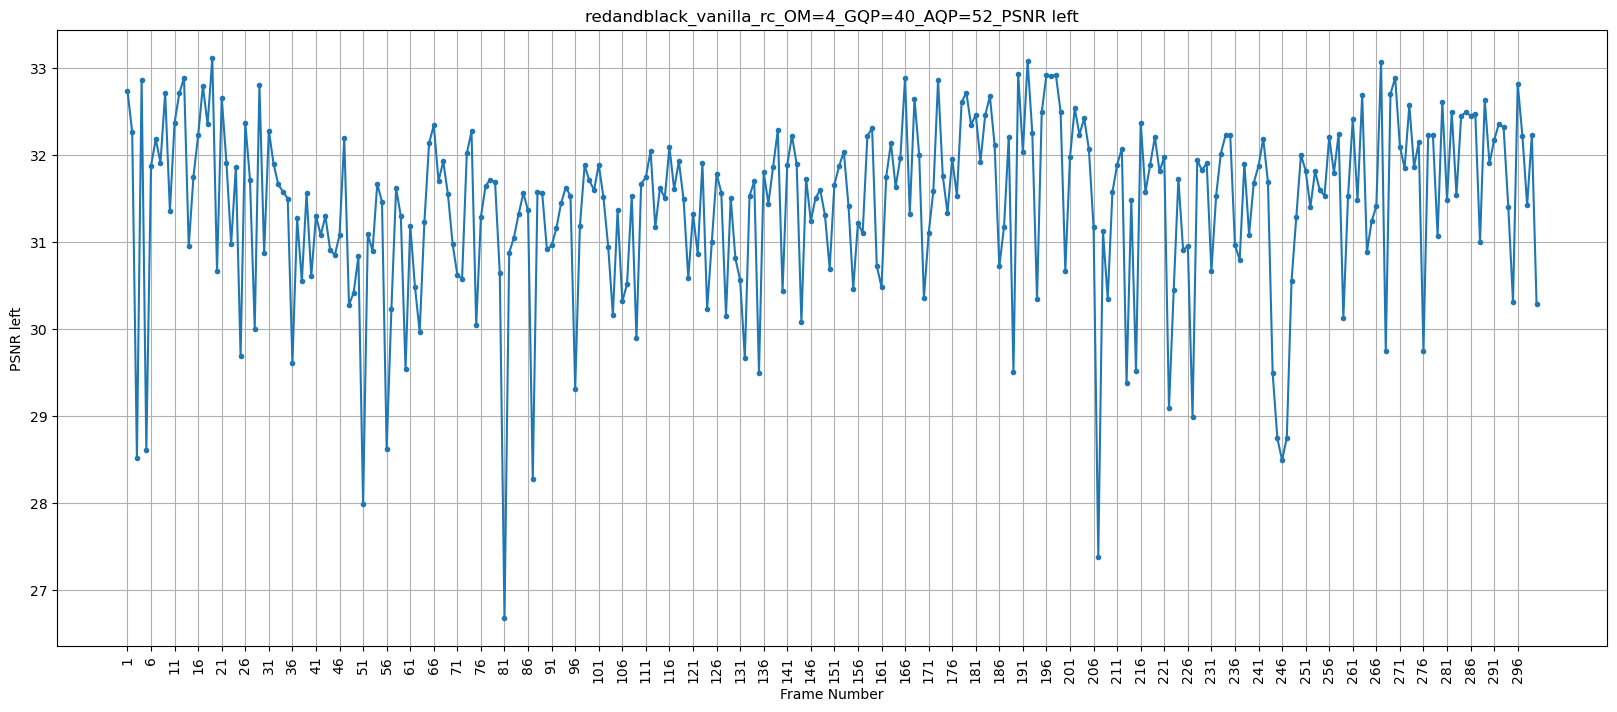 redandblack_vanilla_rc_OM=4_GQP=40_AQP=52_PSNR left
33
32
31
30
29
28
27
PSNR left
1 6 11 16 21 26 31 36 41 46 51 56 61 66 71 76 81 86 91 96 101 106 111 116 121 126 131 136 141 146 151 156 161 166 171 176 181 186 191 196 201 206 211 216 221 226 231 236 241 246 251 256 261 266 271 276 281 286 291 296
Frame Number